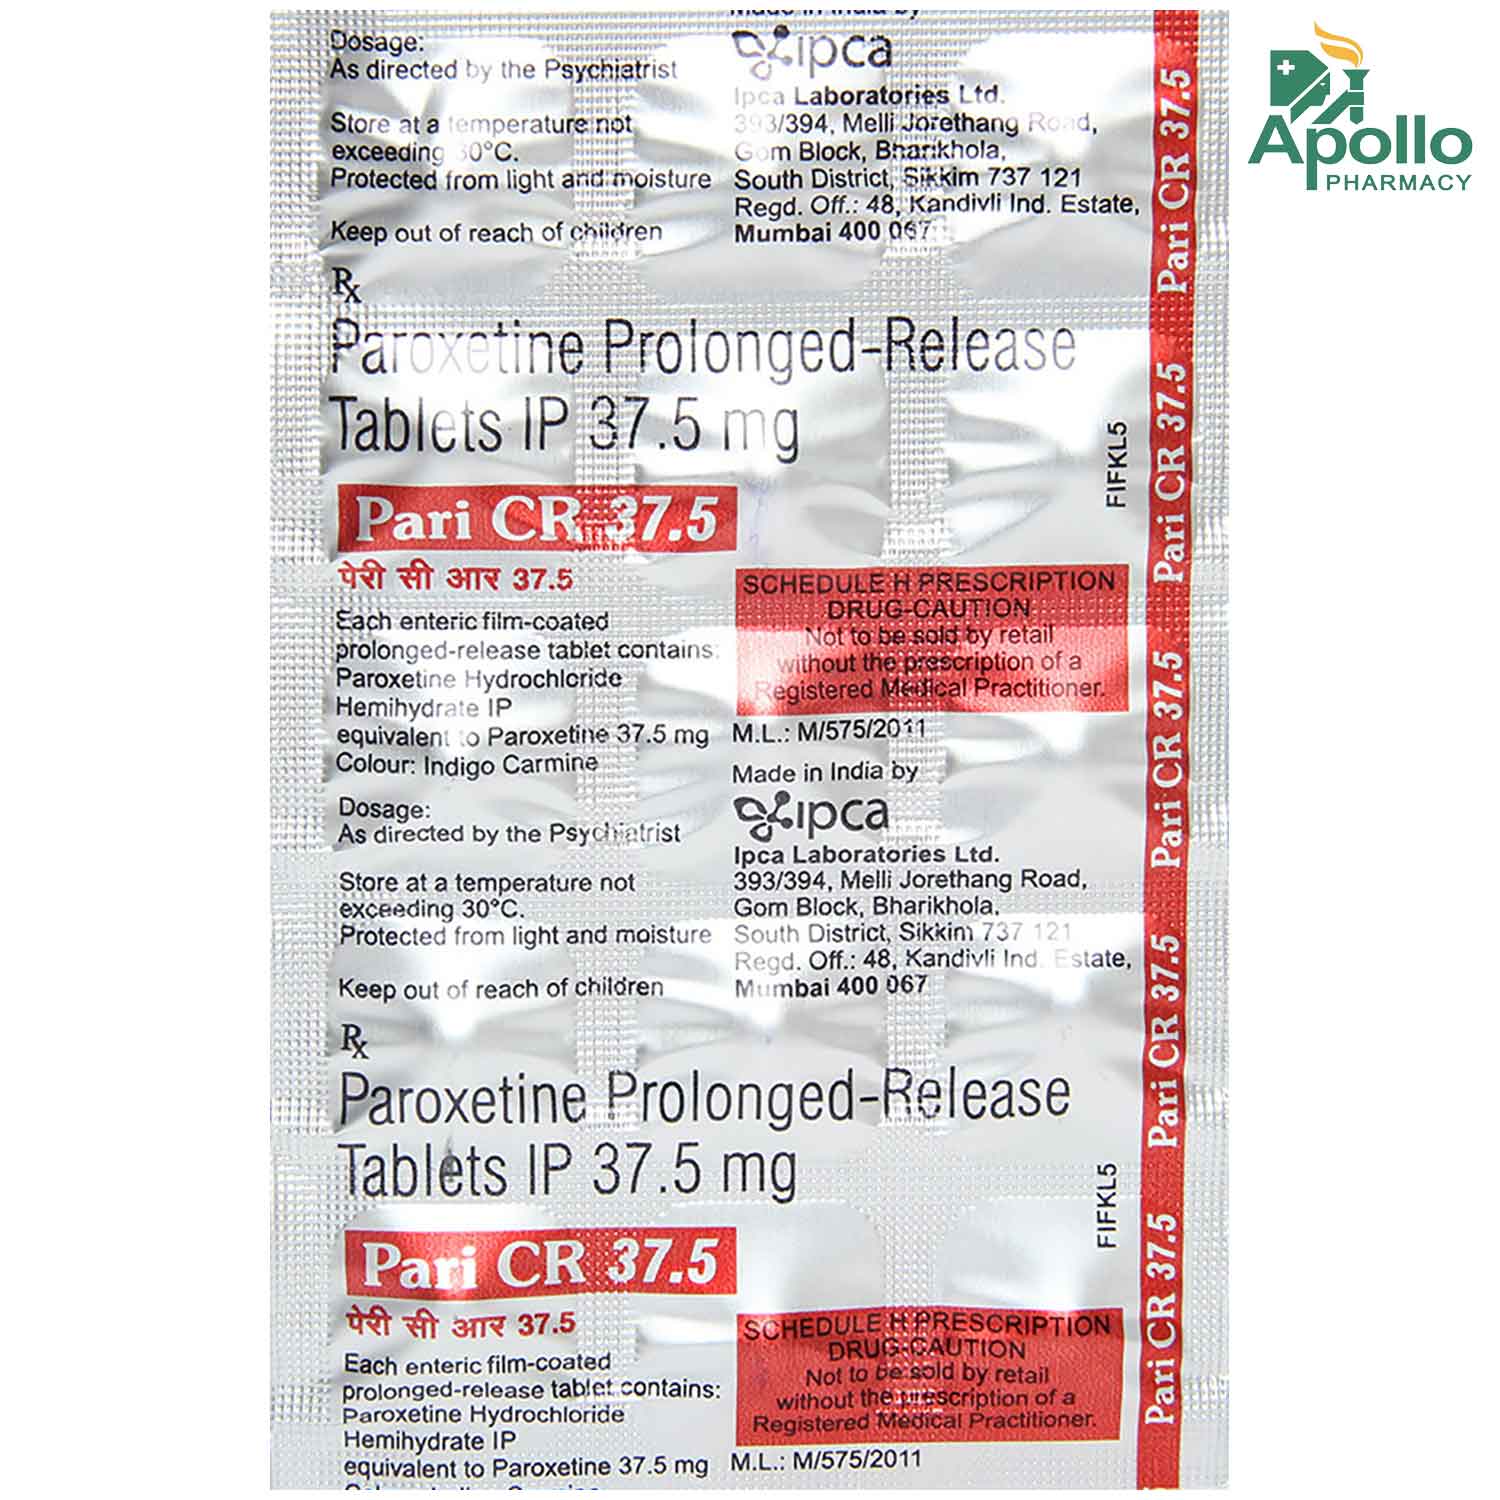 Made in India by
Dosage:
As directed by the Psychiatrist
Store at a temperature not
exceeding 30°C.
Protected from light and moisture
Keep out of reach of children
ipca
Ipca Laboratories Ltd.
393/394, Melli Jorethang Road,
Gom Block, Bharikhola,
South District, Sikkim 737 121
Regd. Off.: 48, Kandivli Ind. Estate,
Mumbai 400 067
Apollo
PHARMACY
Rx
Paroxetine Prolonged-Release
Tablets IP 37.5 mg
Pari CR 37.5
पेरी सी आर 37.5
Each enteric film-coated
prolonged-release tablet contains:
Paroxetine Hydrochloride
Hemihydrate IP
equivalent to Paroxetine 37.5 mg
Colour: Indigo Carmine
Dosage:
As directed by the Psychiatrist
Store at a temperature not
exceeding 30°C.
Protected from light and moisture
Keep out of reach of children
FIFKL5
SCHEDULE H PRESCRIPTION
DRUG-CAUTION
Not to be sold by retail
without the prescription of a
Registered Medical Practitioner.
M.L.: M/575/2011
Made in India by
ipca
Ipca Laboratories Ltd.
393/394, Melli Jorethang Road,
Gom Block, Bharikhola,
South District, Sikkim 737 121
Regd. Off.: 48, Kandivli Ind. Estate,
Mumbai 400 067
Rx
Paroxetine Prolonged-Release
Tablets IP 37.5 mg
Pari CR 37.5
पेरी सी आर 37.5
Each enteric film-coated
prolonged-release tablet contains:
Paroxetine Hydrochloride
Hemihydrate IP
equivalent to Paroxetine 37.5 mg
FIFKL5
SCHEDULE H PRESCRIPTION
DRUG-CAUTION
Not to be sold by retail
without the prescription of a
Registered Medical Practitioner.
M.L.: M/575/2011
Pari CR 37.5
Pari CR 37.5
Pari CR 37.5
Pari CR 37.5
Pari CR 37.5